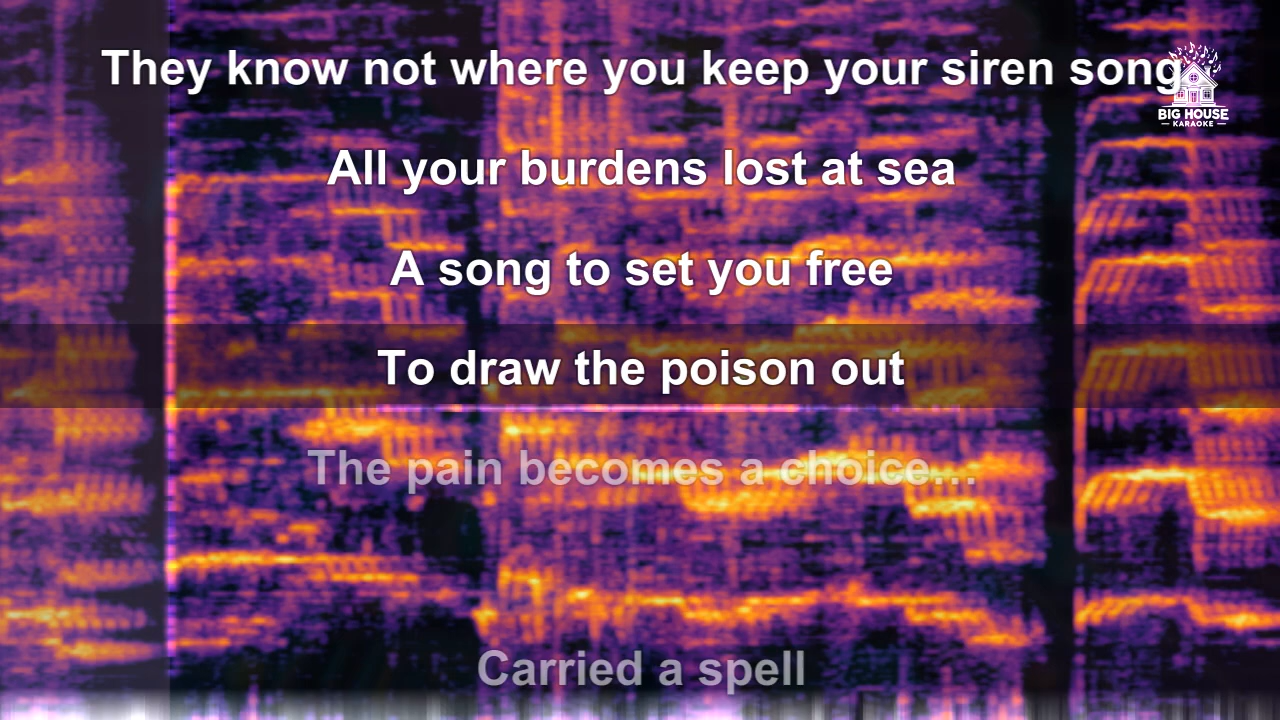 They know not where you keep your siren song
BIG HOUSE
KARAOKE
All your burdens lost at sea
A song to set you free
To draw the poison out
The pain becomes a choice…
Carried a spell